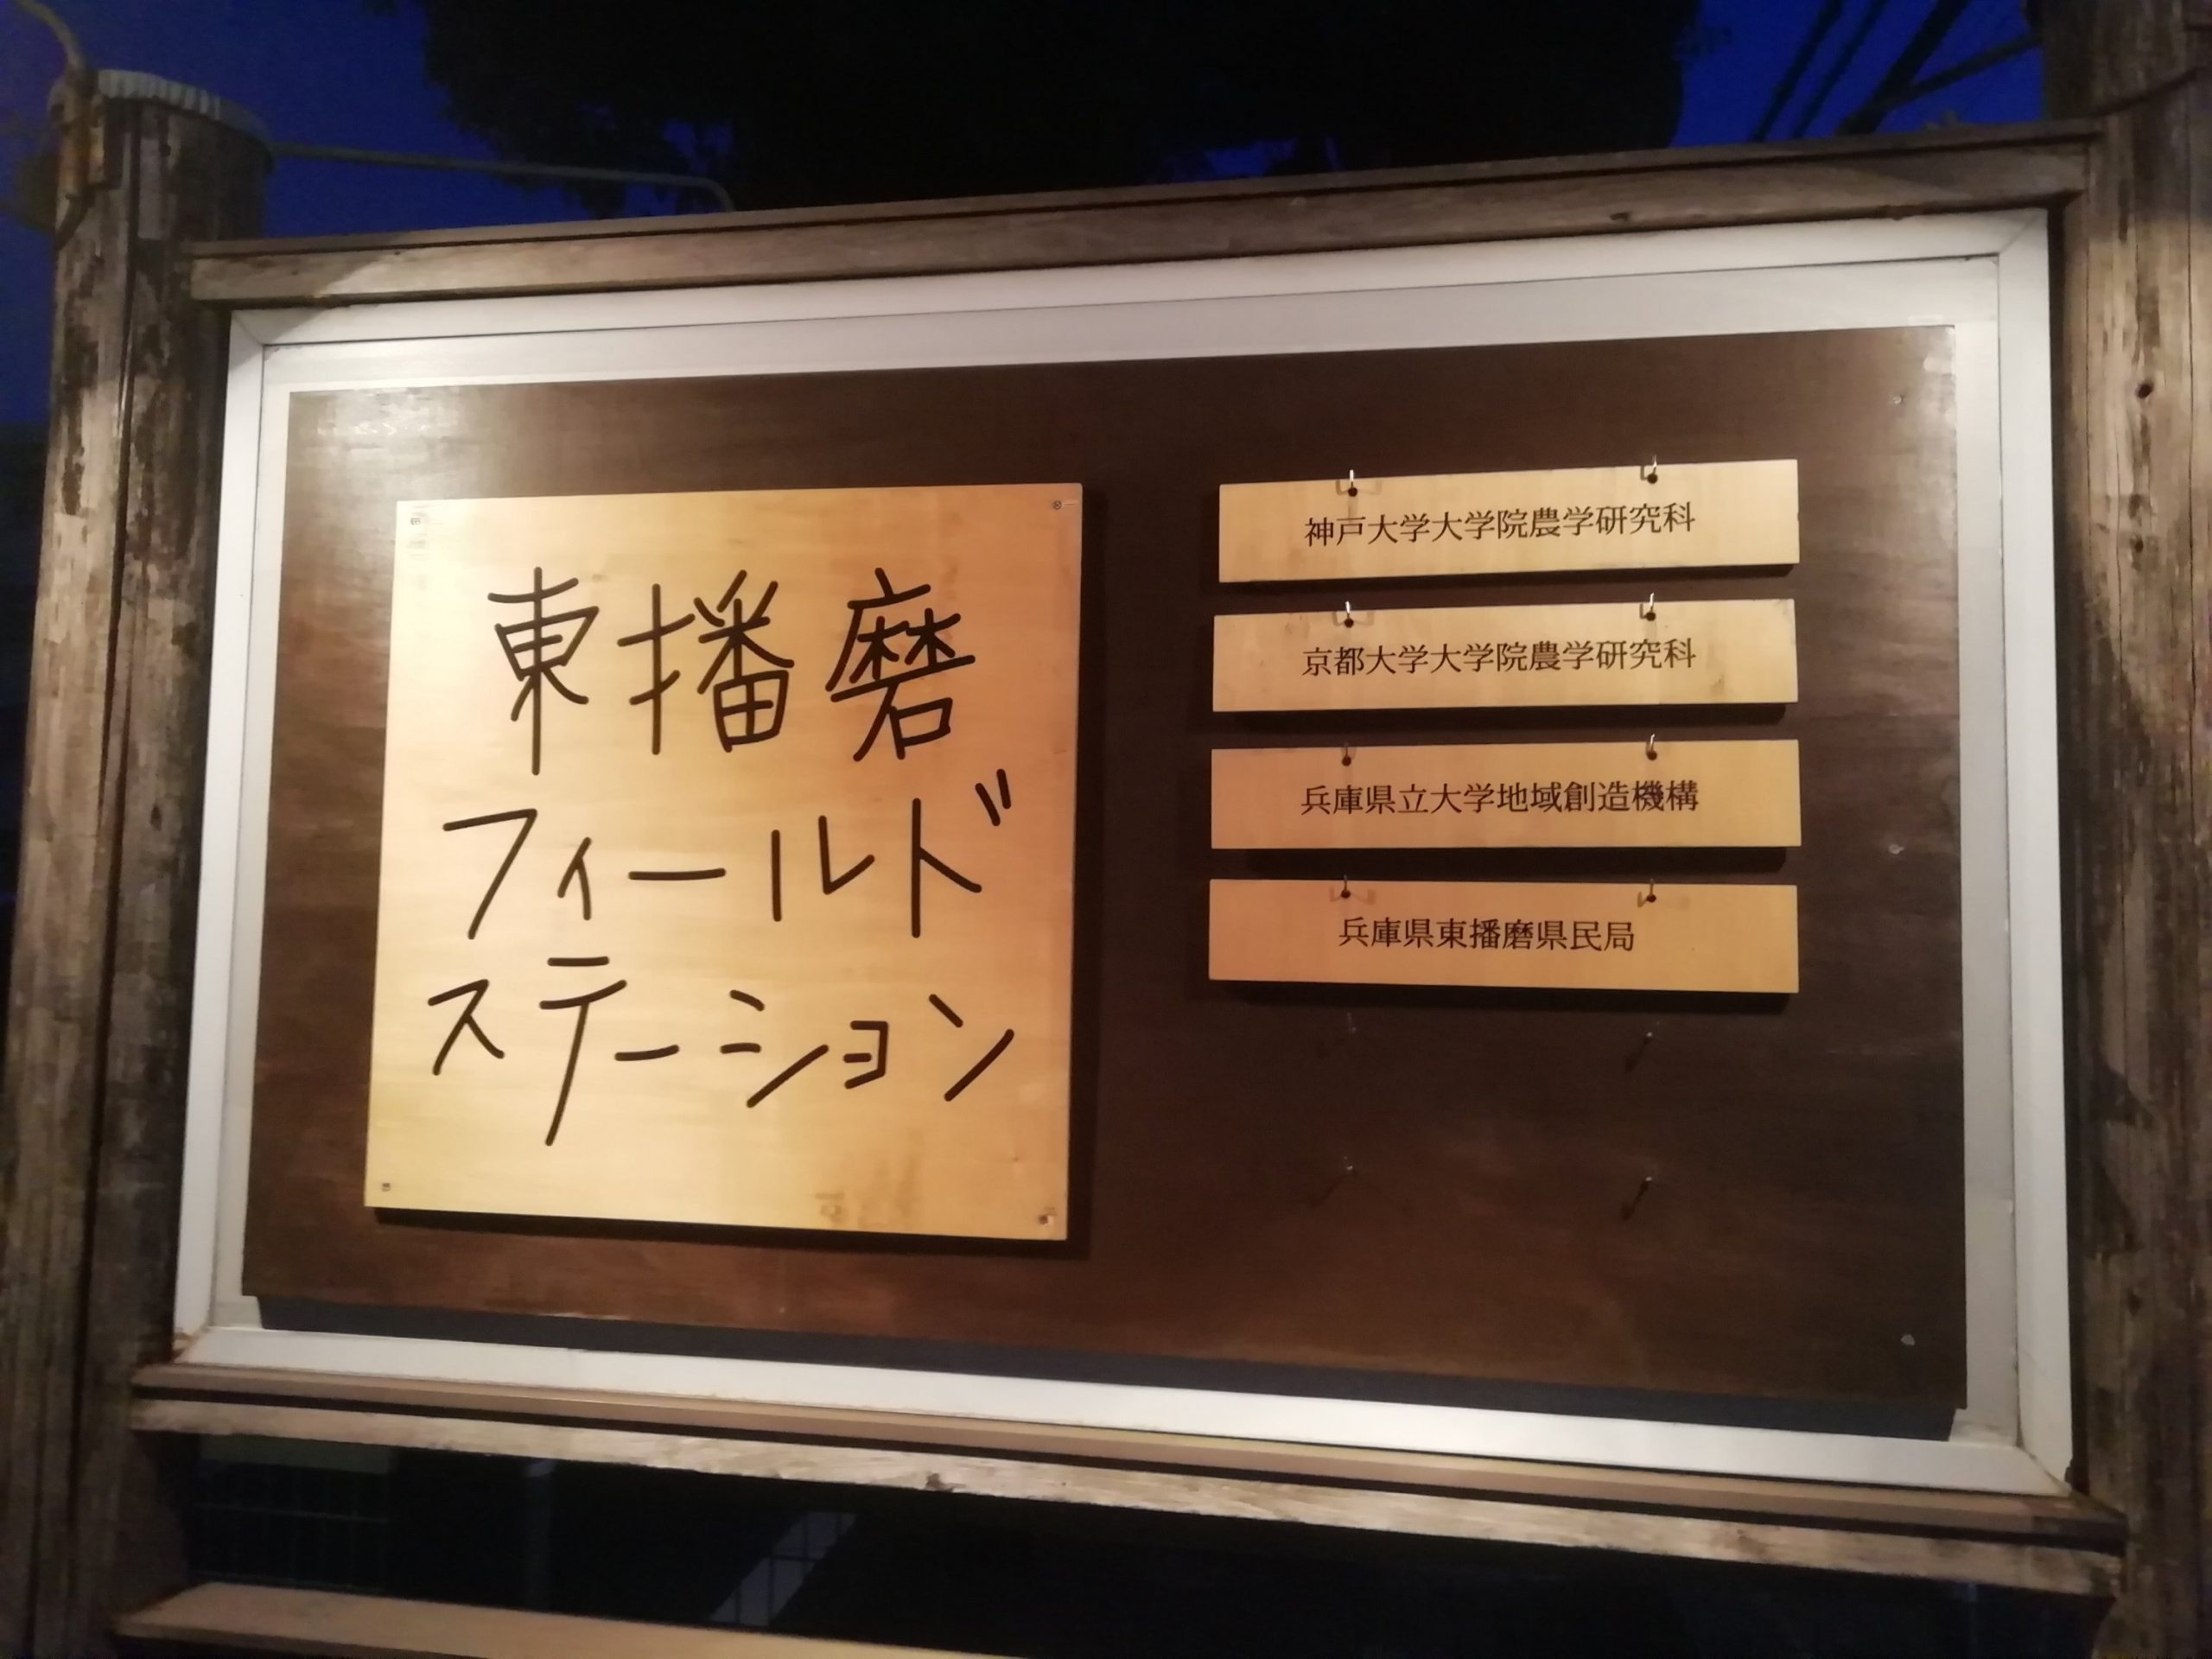 東播磨
フィールド
ステーション
神戸大学大学院農学研究科
京都大学大学院農学研究科
兵庫県立大学地域創造機構
兵庫県東播磨県民局